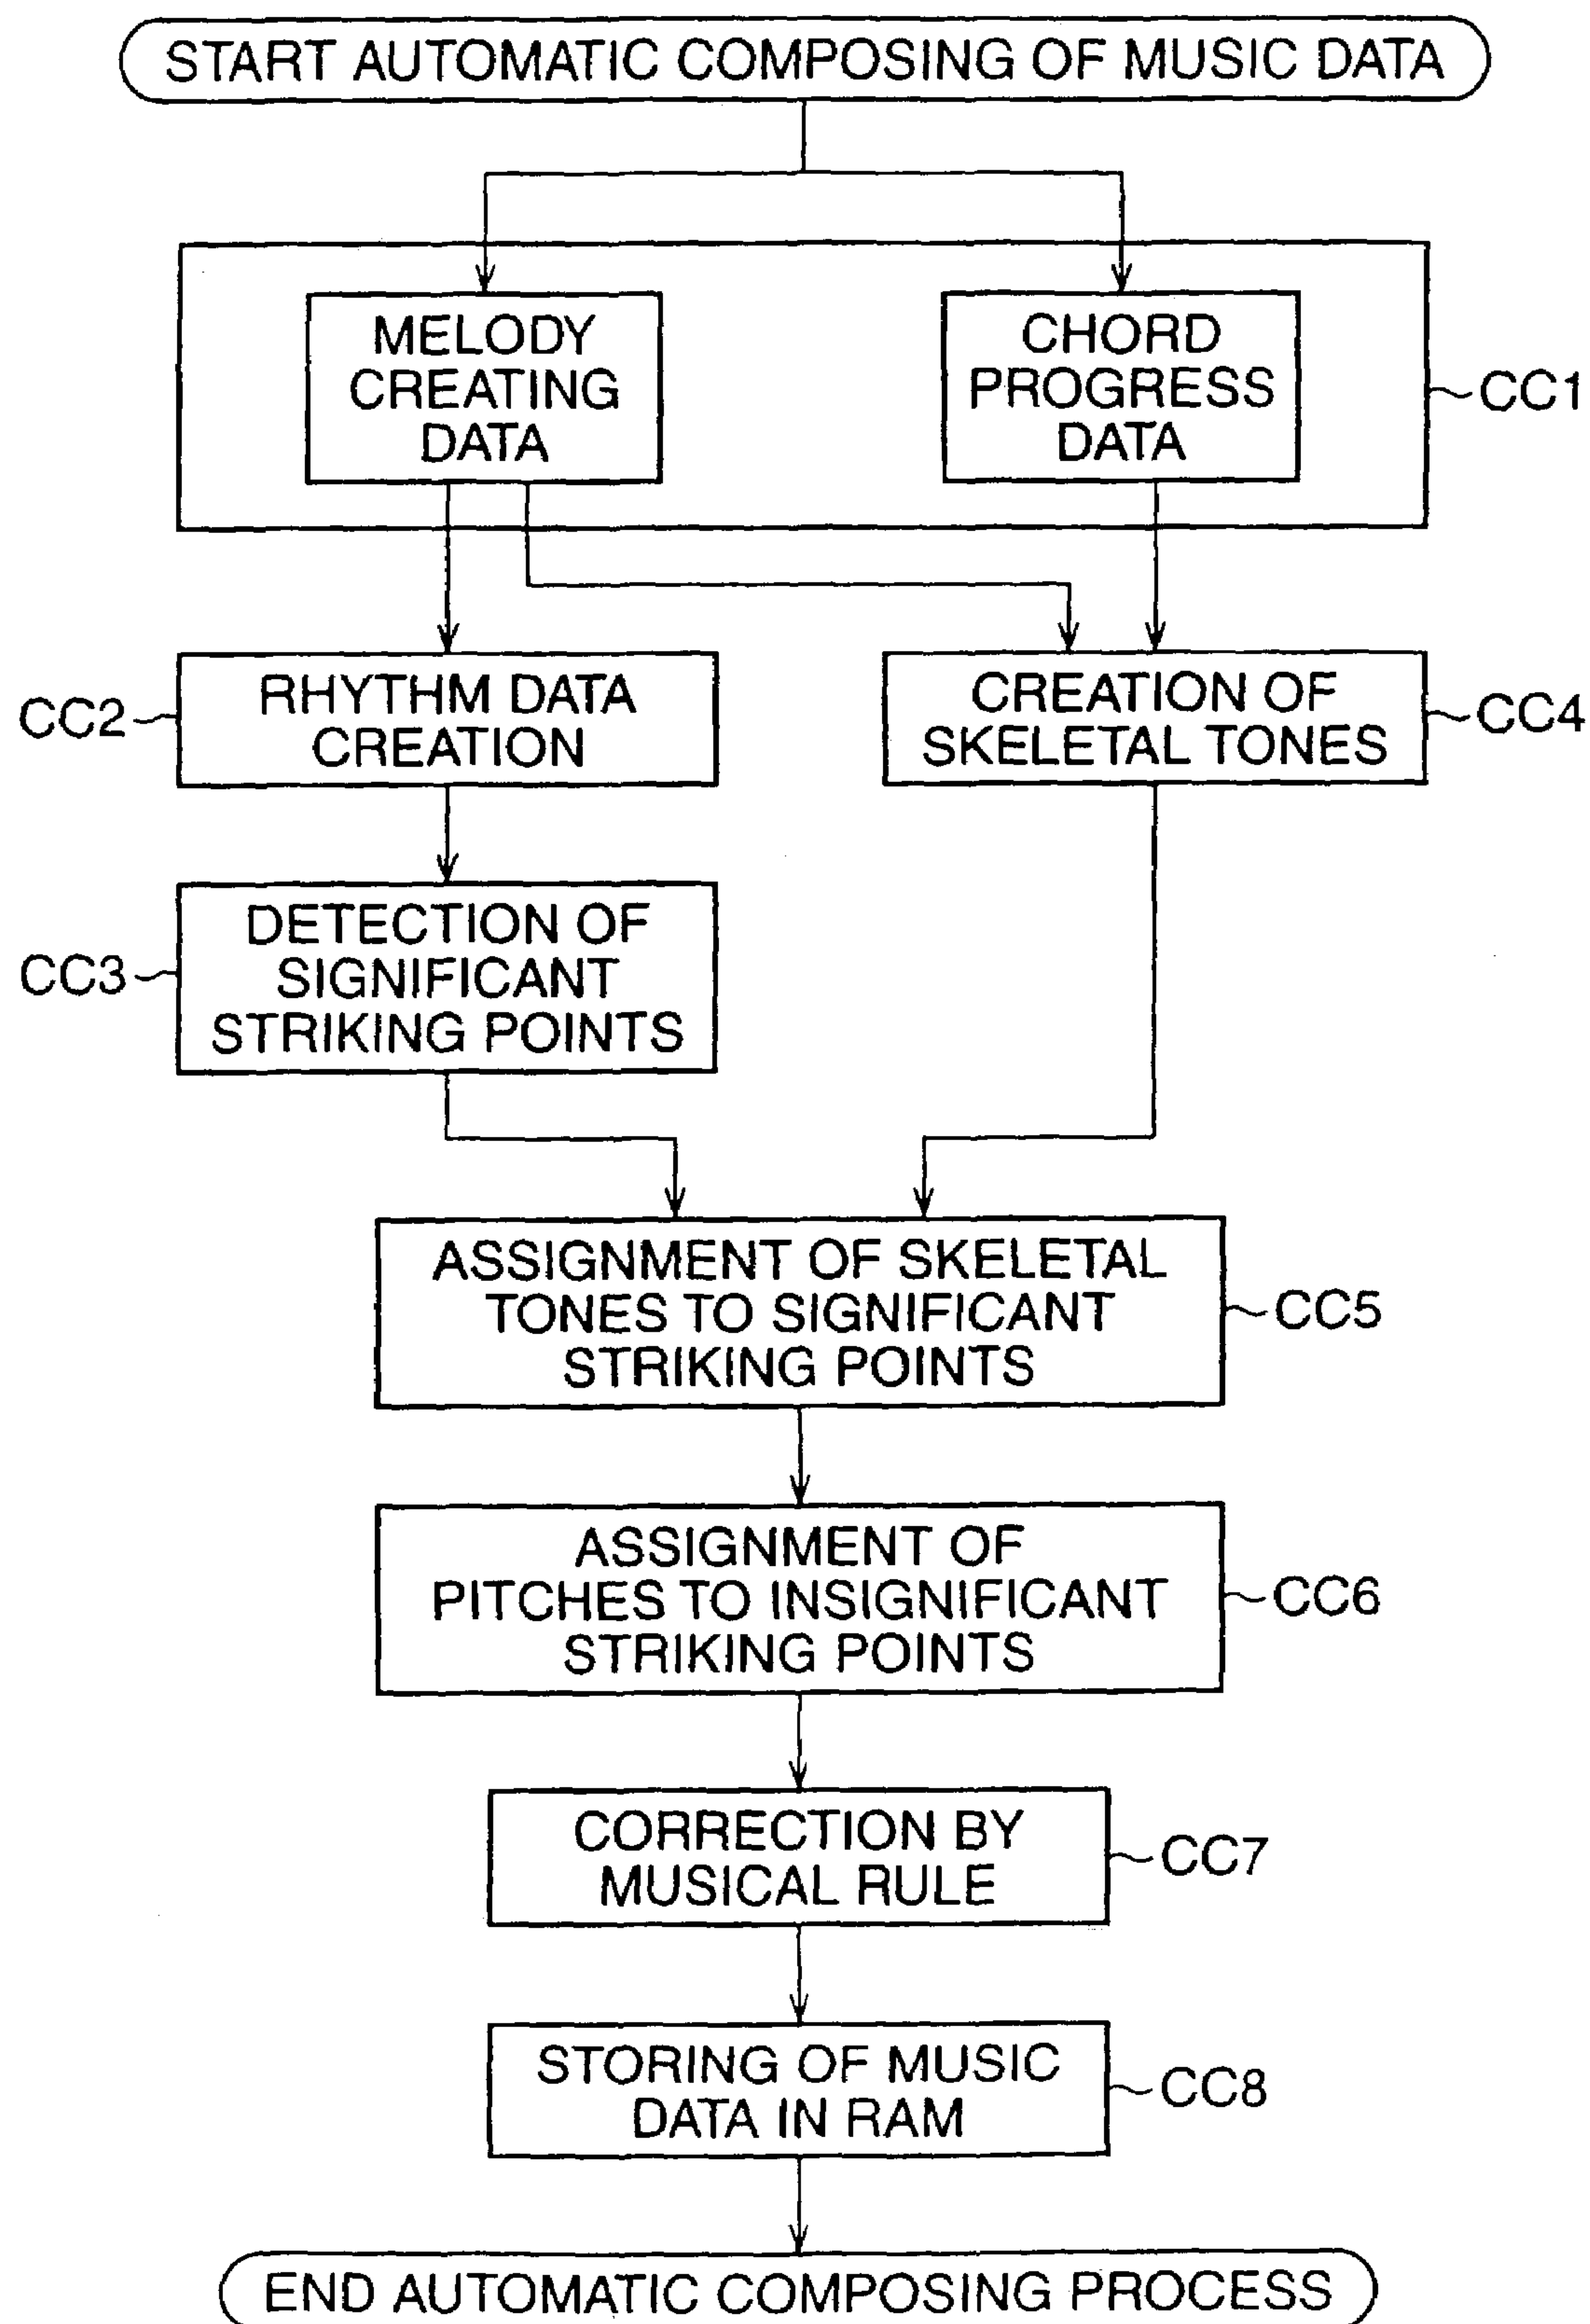 START AUTOMATIC COMPOSING OF MUSIC DATA
MELODY
CREATING
DATA
CHORD
PROGRESS
DATA
CC1
CC2
RHYTHM DATA
CREATION
CREATION OF
SKELETAL TONES
CC4
CC3
DETECTION OF
SIGNIFICANT
STRIKING POINTS
ASSIGNMENT OF SKELETAL
TONES TO SIGNIFICANT
STRIKING POINTS
CC5
ASSIGNMENT OF
PITCHES TO INSIGNIFICANT
STRIKING POINTS
CC6
CORRECTION BY
MUSICAL RULE
CC7
STORING OF MUSIC
DATA IN RAM
CC8
END AUTOMATIC COMPOSING PROCESS